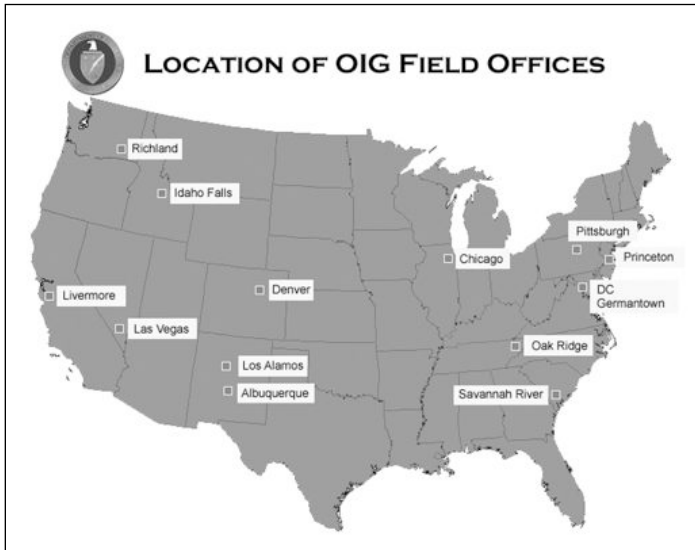 LOCATION OF OIG FIELD OFFICES
Richland
Idaho Falls
Pittsburgh
Chicago
Princeton
Livermore
Denver
DC
Germantown
Las Vegas
Oak Ridge
Los Alamos
Albuquerque
Savannah River